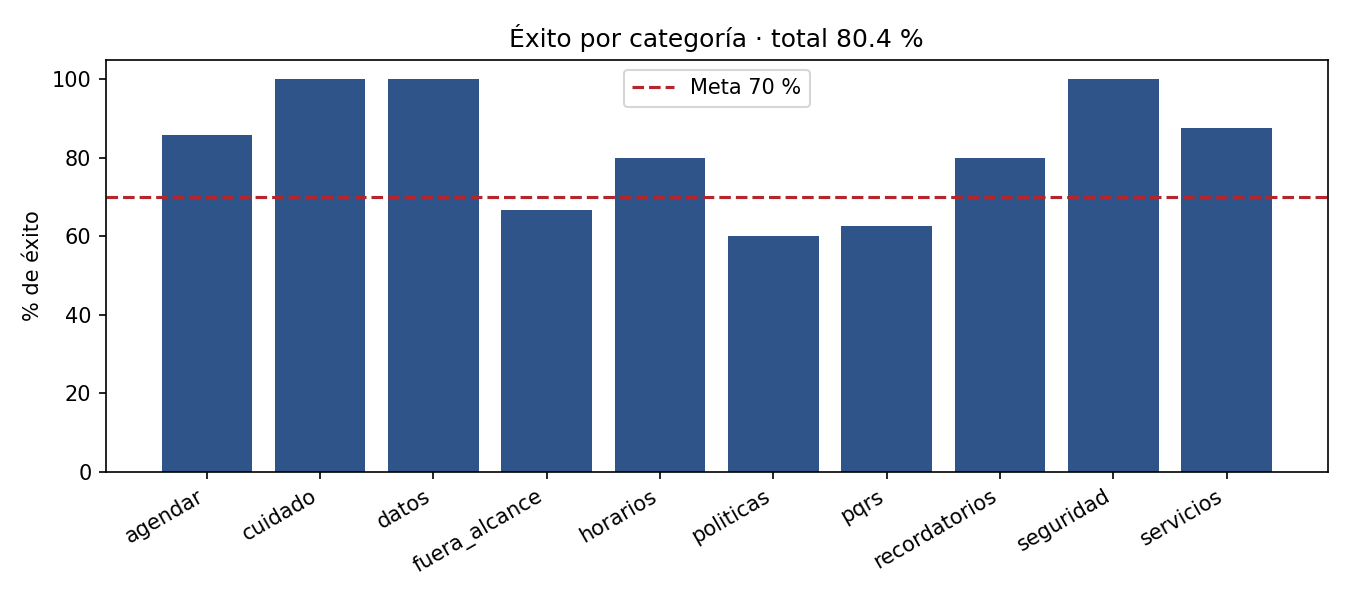 Éxito por categoría · total 80.4 %
Meta 70 %
% de éxito
100
80
60
40
20
0
agendar
cuidado
datos
fuera_alcance
horarios
politicas
pqrs
recordatorios
seguridad
servicios